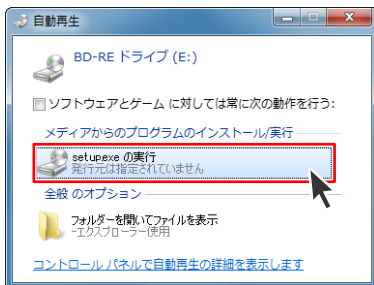 自動再生
BD-RE ドライブ (E:)
ソフトウェアとゲーム に対しては常に次の動作を行う:
メディアからのプログラムのインストール/実行
setup.exe の実行
発行元は指定されていません
全般 のオプション
フォルダーを開いてファイルを表示
-エクスプローラー使用
コントロール パネルで自動再生の詳細を表示します